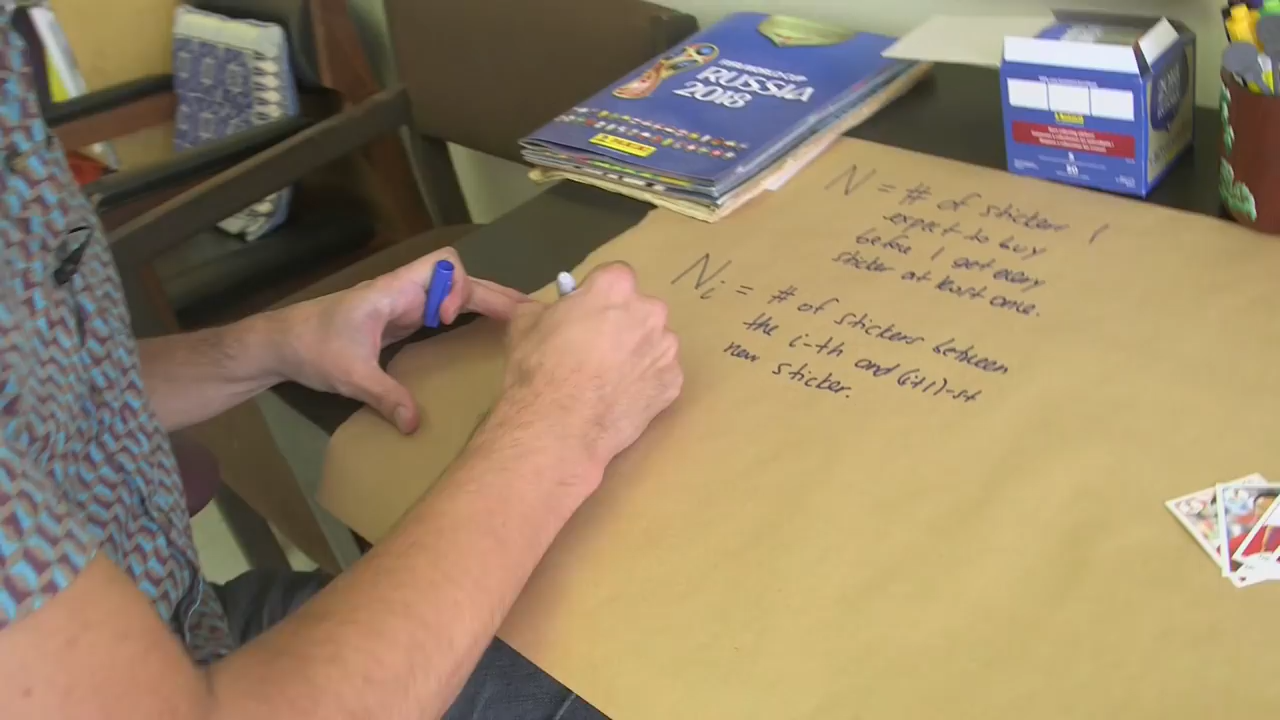 RUSSIA
2018
PANINI
N = # of stickers I
expect to buy
before I get every
sticker at least once.
Ni = # of stickers between
the i-th and (i+1)-st
new sticker.